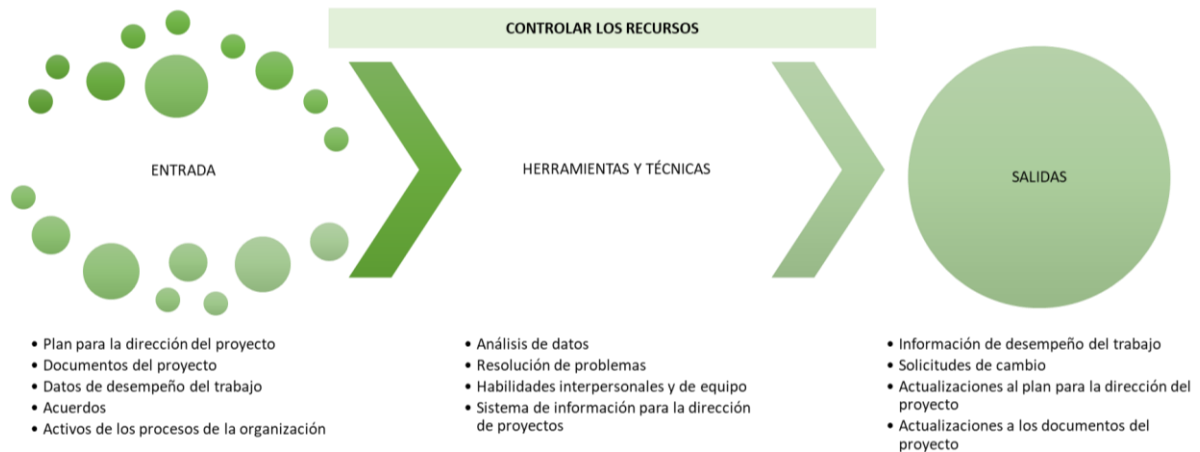 CONTROLAR LOS RECURSOS
ENTRADA
HERRAMIENTAS Y TÉCNICAS
SALIDAS
• Plan para la dirección del proyecto
• Documentos del proyecto
• Datos de desempeño del trabajo
• Acuerdos
• Activos de los procesos de la organización
• Análisis de datos
• Resolución de problemas
• Habilidades interpersonales y de equipo
• Sistema de información para la dirección
de proyectos
• Información de desempeño del trabajo
• Solicitudes de cambio
• Actualizaciones al plan para la dirección del
proyecto
• Actualizaciones a los documentos del
proyecto